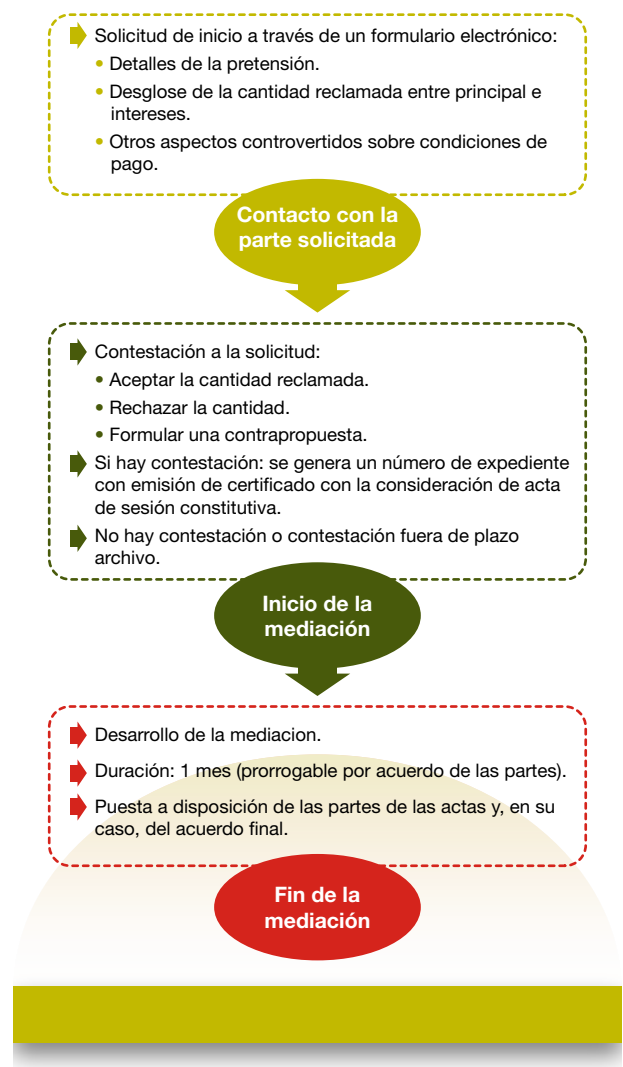 Solicitud de inicio a través de un formulario electrónico:
• Detalles de la pretensión.
• Desglose de la cantidad reclamada entre principal e
intereses.
• Otros aspectos controvertidos sobre condiciones de
pago.
Contacto con la
parte solicitada
Contestación a la solicitud:
• Aceptar la cantidad reclamada.
• Rechazar la cantidad.
• Formular una contrapropuesta.
Si hay contestación: se genera un número de expediente
con emisión de certificado con la consideración de acta
de sesión constitutiva.
No hay contestación o contestación fuera de plazo
archivo.
Inicio de la
mediación
Desarrollo de la mediacion.
Duración: 1 mes (prorrogable por acuerdo de las partes).
Puesta a disposición de las partes de las actas y, en su
caso, del acuerdo final.
Fin de la
mediación